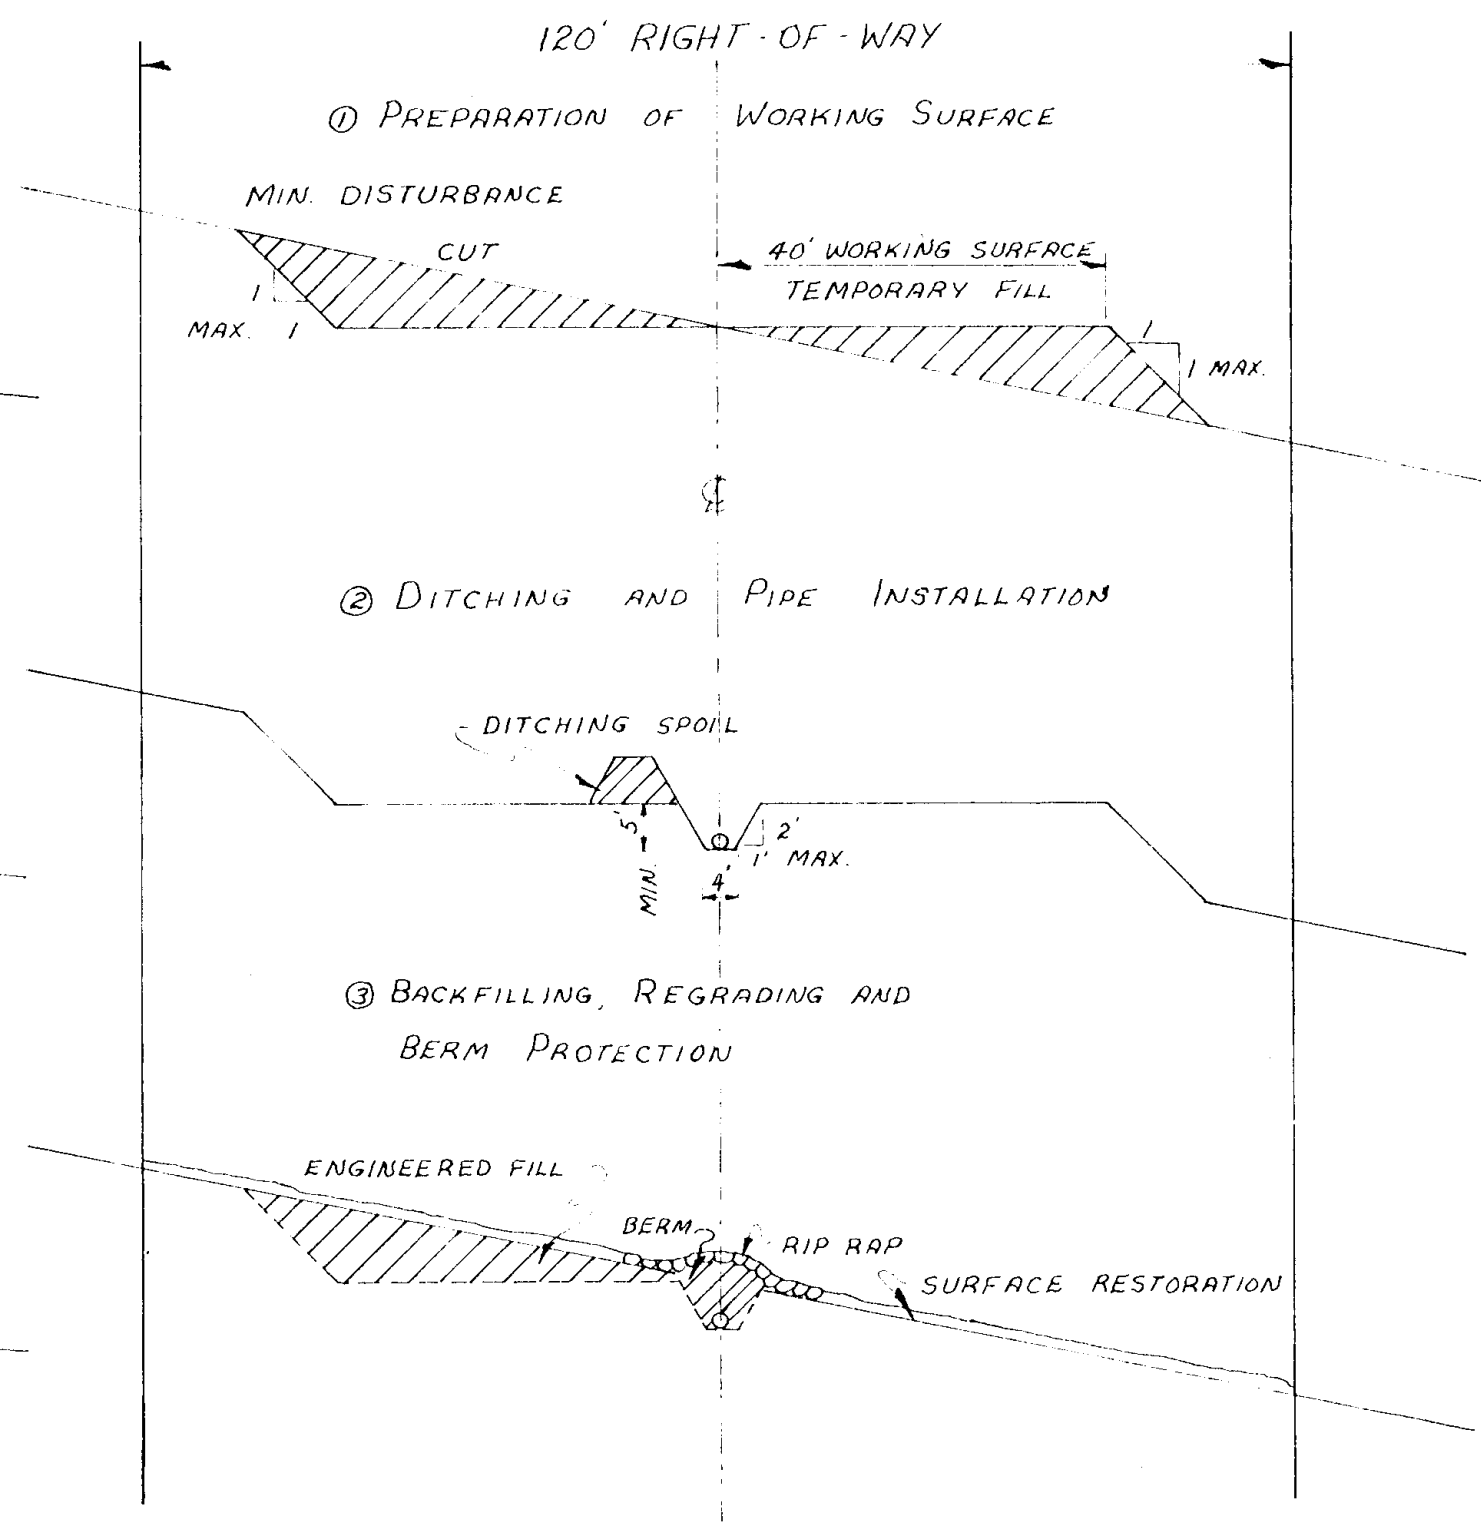 120' RIGHT-OF-WAY
① PREPARATION OF WORKING SURFACE
MIN. DISTURBANCE
CUT
40' WORKING SURFACE
TEMPORARY FILL
1
MAX. 1
1
1 MAX.
℄
② DITCHING AND PIPE INSTALLATION
DITCHING SPOIL
5'
MIN.
2'
1' MAX.
4'
③ BACKFILLING, REGRADING AND
BERM PROTECTION
ENGINEERED FILL
BERM
RIP RAP
SURFACE RESTORATION